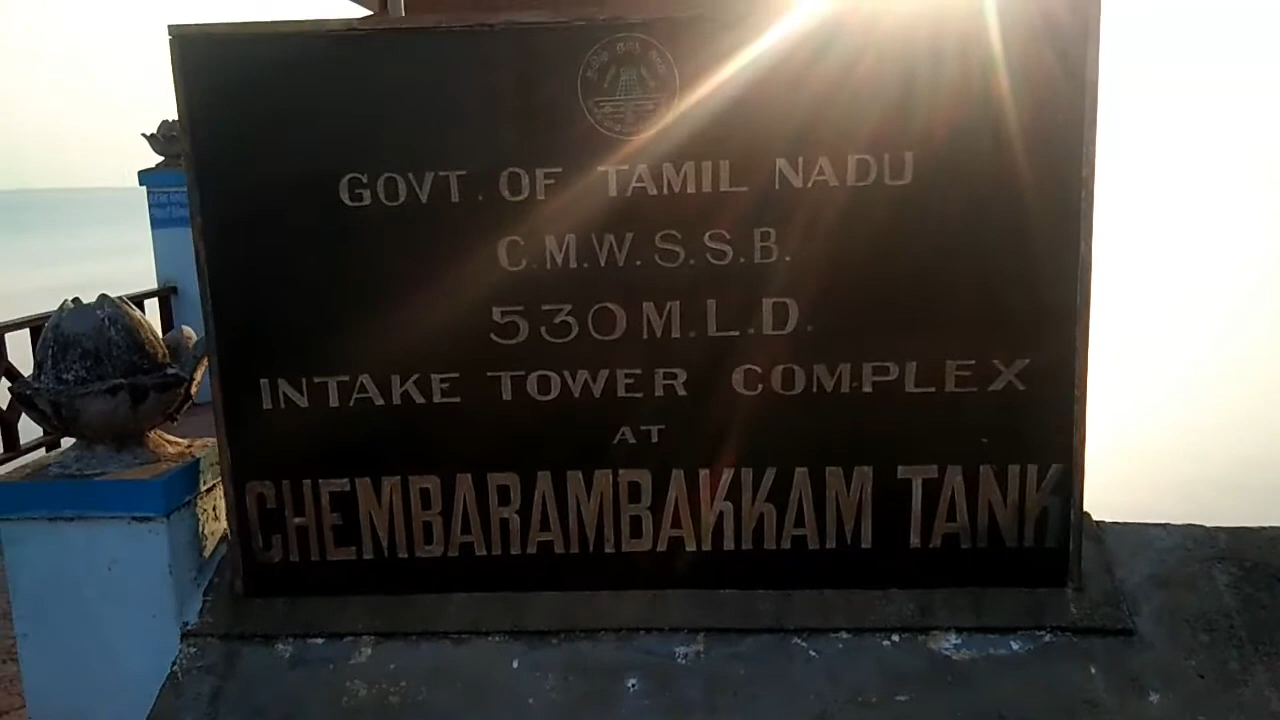 GOVT. OF TAMIL NADU
C.M.W.S.S.B.
530 M.L.D.
INTAKE TOWER COMPLEX
AT
CHEMBARAMBAKKAM TANK